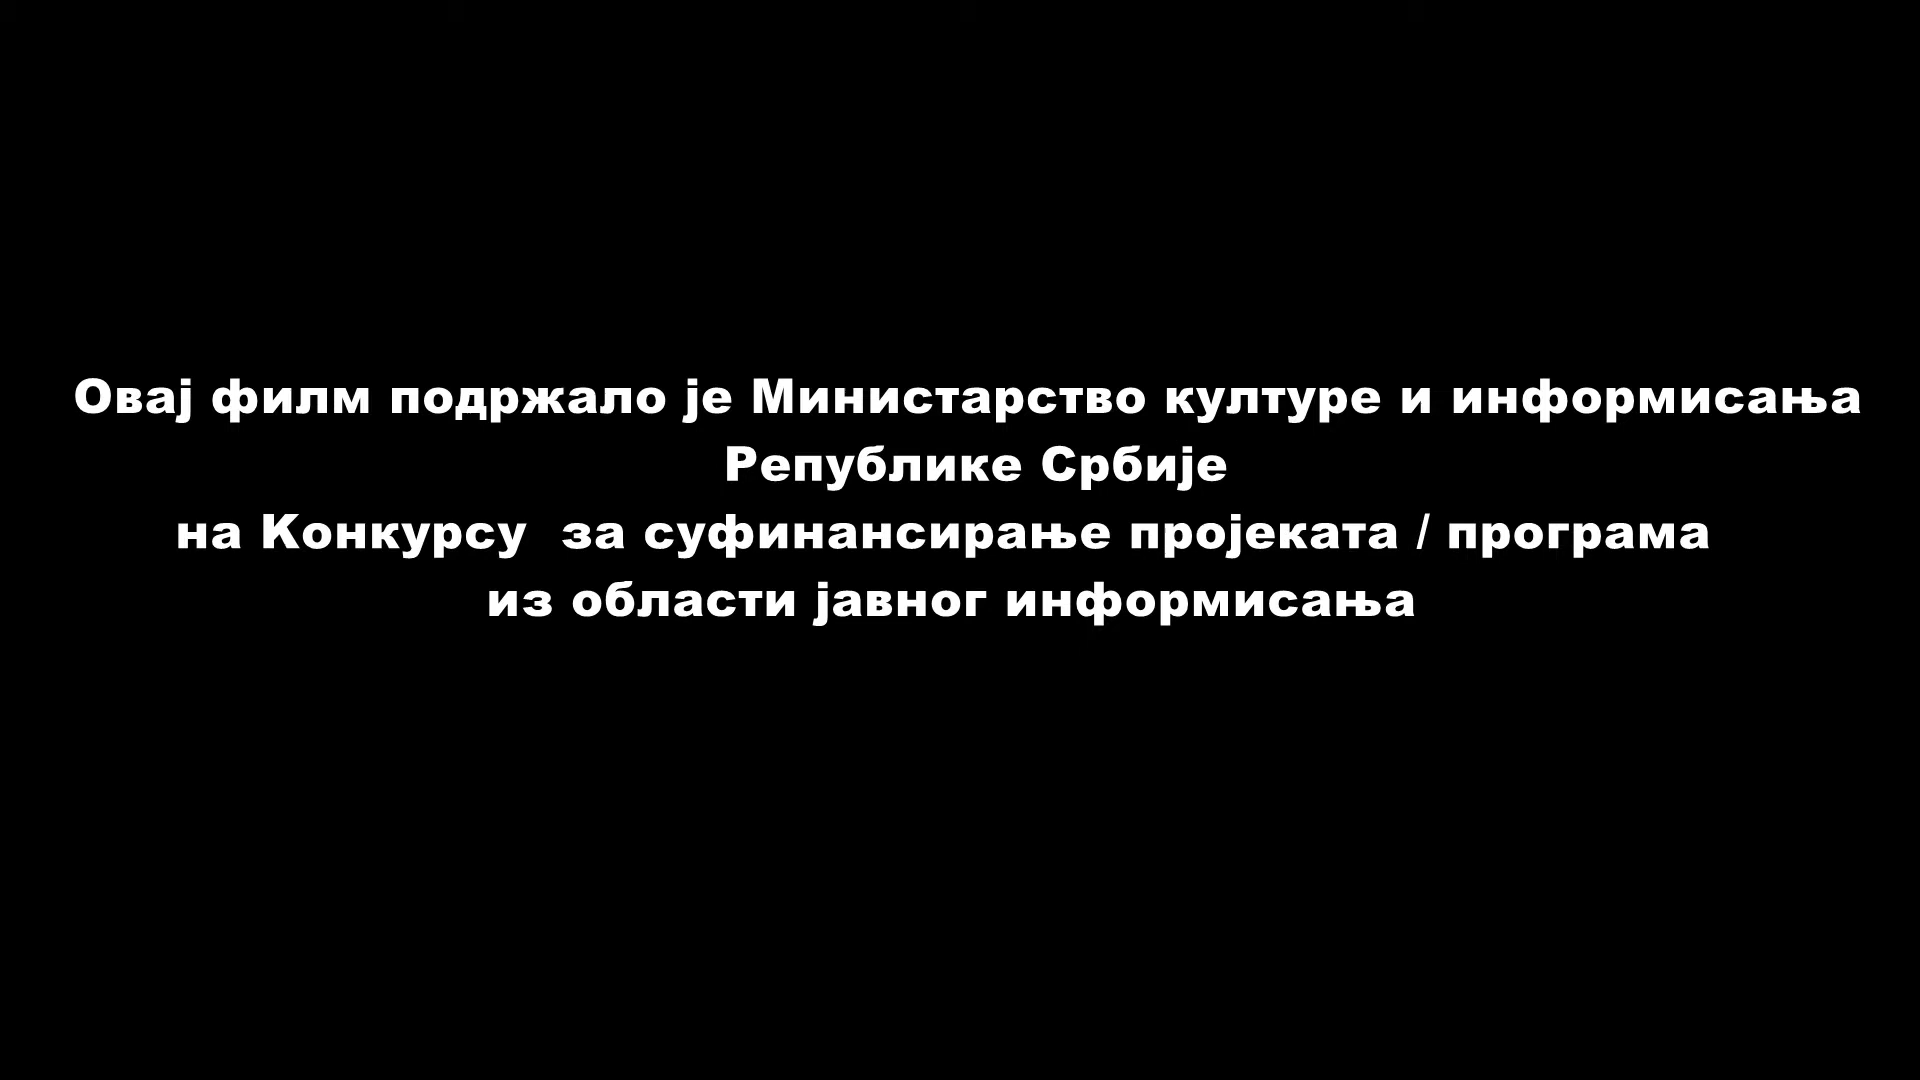 Овај филм подржало је Министарство културе и информисања
Републике Србије
на Конкурсу  за суфинансирање пројеката / програма
из области јавног информисања